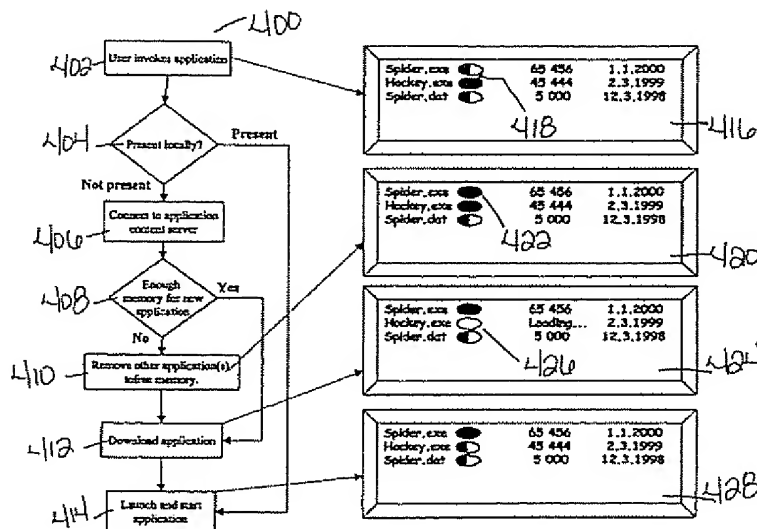 400
402
User invokes application
404
Present locally?
Present
Not present
406
Connect to application
content server
408
Enough
memory for new
application
Yes
No
410
Remove other application(s),
to free memory.
412
Download application
414
Launch and start
application
Spider.exe 65 456 1.1.2000
Hockey.exe 45 444 2.3.1999
Spider.dat 5 000 12.3.1998
418
416
Spider.exe 65 456 1.1.2000
Hockey.exe 45 444 2.3.1999
Spider.dat 5 000 12.3.1998
422
420
Spider.exe 65 456 1.1.2000
Hockey.exe Loading... 2.3.1999
Spider.dat 5 000 12.3.1998
426
424
Spider.exe 65 456 1.1.2000
Hockey.exe 45 444 2.3.1999
Spider.dat 5 000 12.3.1998
428